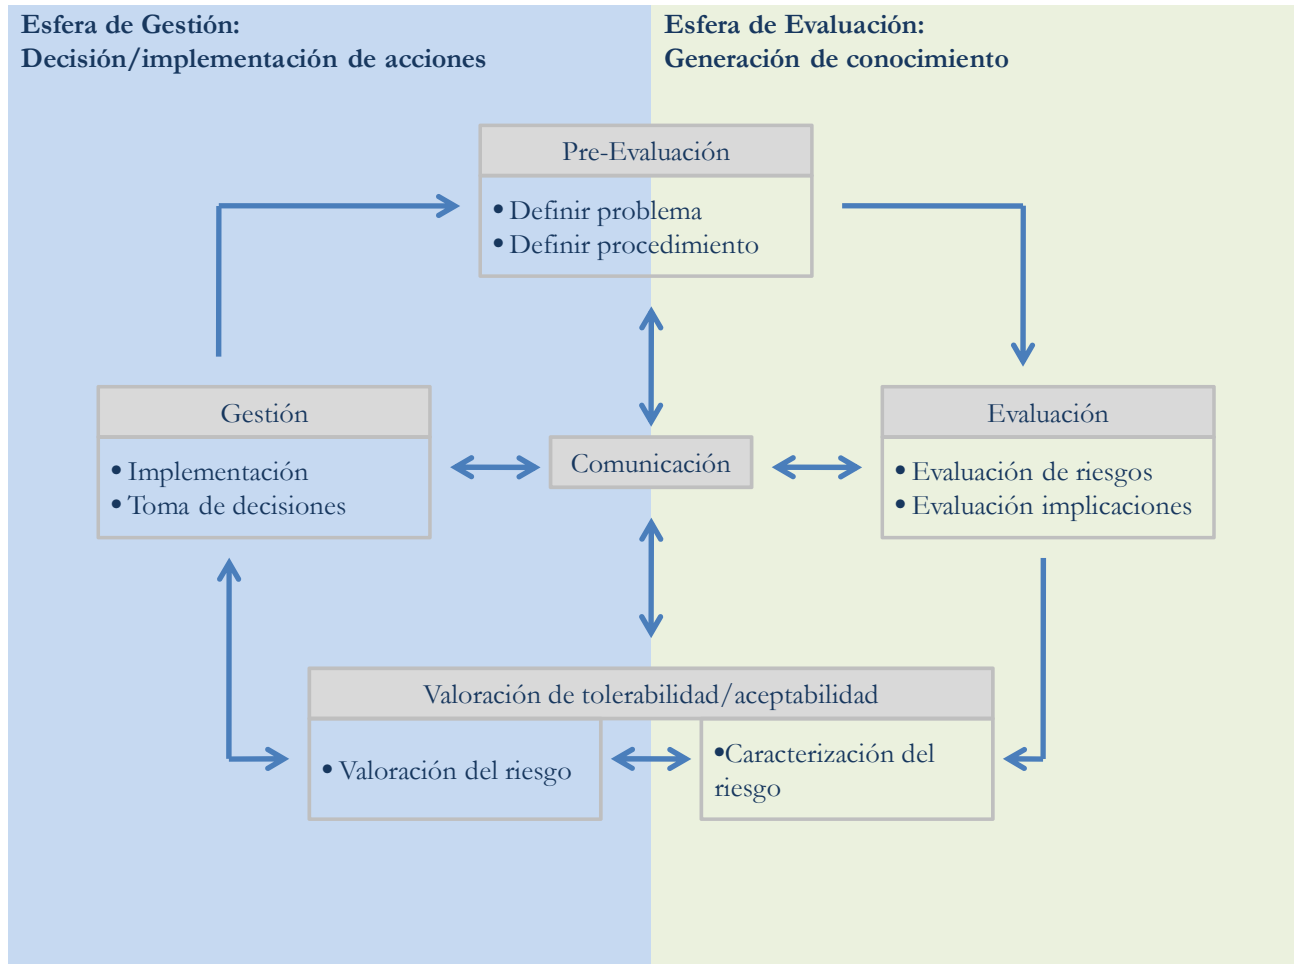 Esfera de Gestión:
Decisión/implementación de acciones
Esfera de Evaluación:
Generación de conocimiento
Pre-Evaluación
• Definir problema
• Definir procedimiento
Gestión
• Implementación
• Toma de decisiones
Comunicación
Evaluación
• Evaluación de riesgos
• Evaluación implicaciones
Valoración de tolerabilidad/aceptabilidad
• Valoración del riesgo
•Caracterización del
riesgo